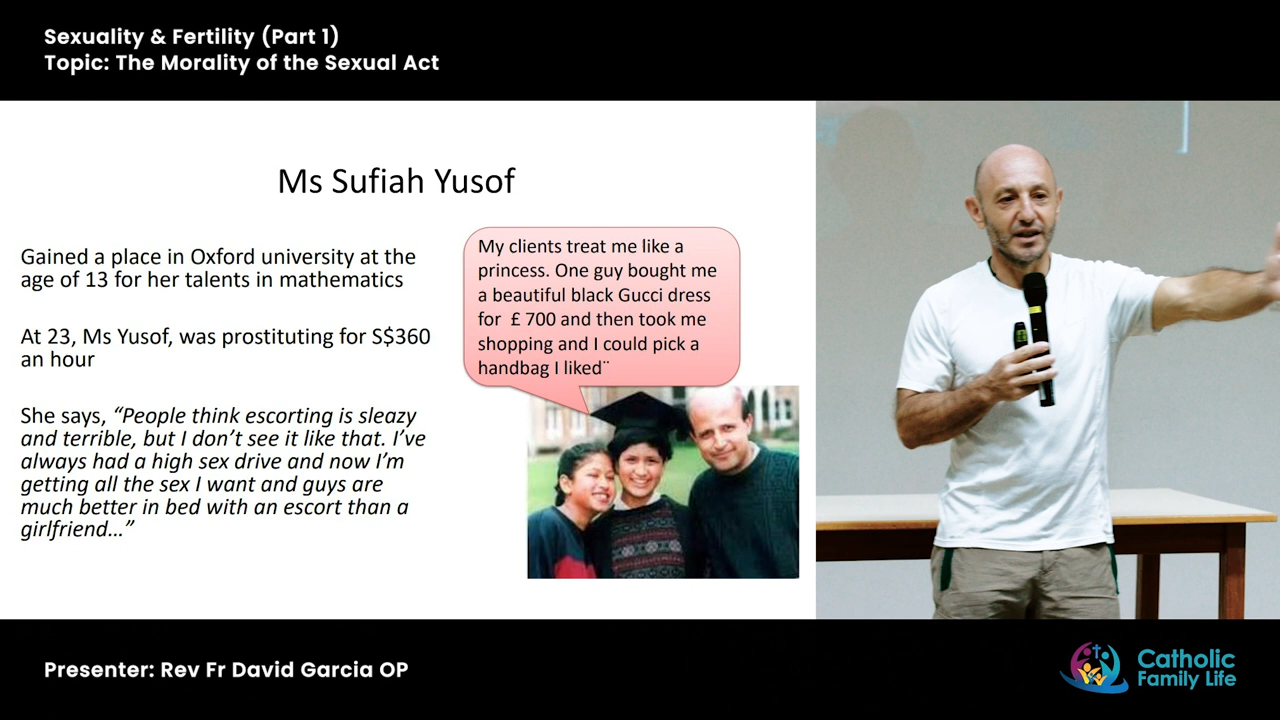 Sexuality & Fertility (Part 1)
Topic: The Morality of the Sexual Act
Ms Sufiah Yusof
Gained a place in Oxford university at the
age of 13 for her talents in mathematics
At 23, Ms Yusof, was prostituting for S$360
an hour
She says, “People think escorting is sleazy
and terrible, but I don’t see it like that. I’ve
always had a high sex drive and now I’m
getting all the sex I want and guys are
much better in bed with an escort than a
girlfriend…”
My clients treat me like a
princess. One guy bought me
a beautiful black Gucci dress
for £ 700 and then took me
shopping and I could pick a
handbag I liked¨
Presenter: Rev Fr David Garcia OP
Catholic
Family Life